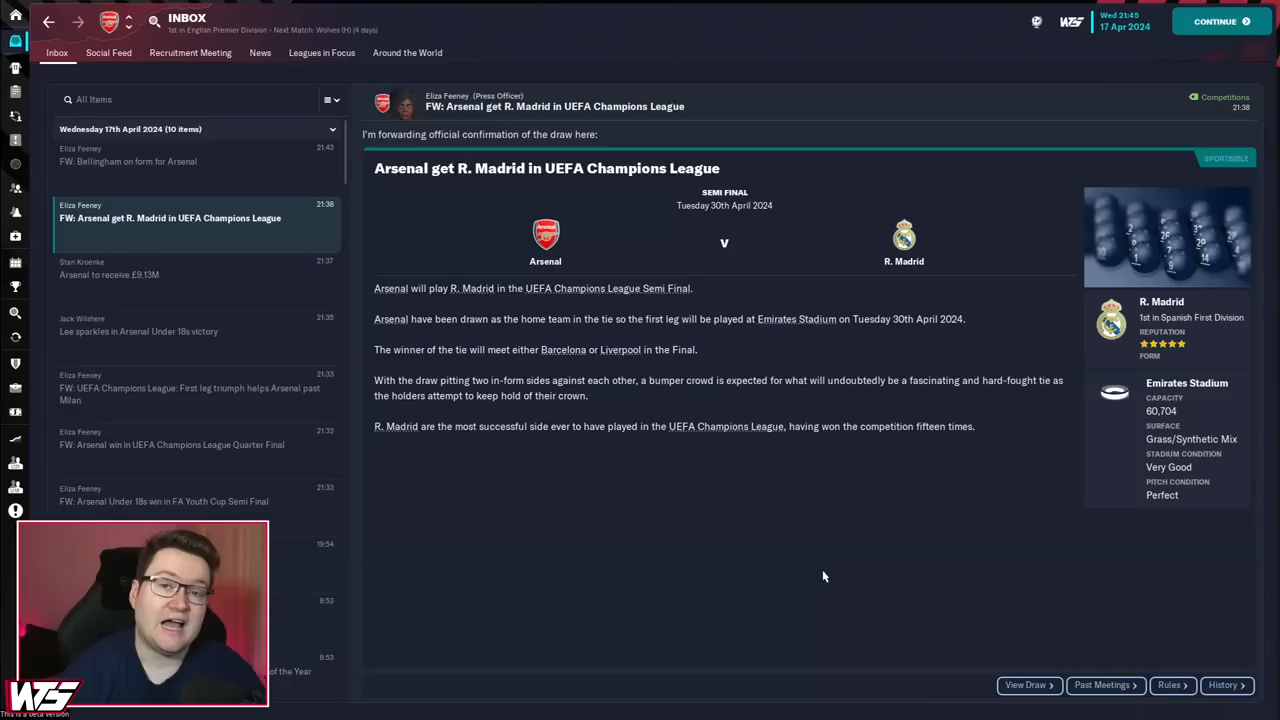 INBOX
1st in English Premier Division - Next Match: Wolves (H) (4 days)
WTS
Wed 21:45
17 Apr 2024
CONTINUE
Inbox
Social Feed
Recruitment Meeting
News
Leagues in Focus
Around the World
All Items
Wednesday 17th April 2024 (10 items)
Eliza Feeney
21:43
FW: Bellingham on form for Arsenal
Eliza Feeney
21:38
FW: Arsenal get R. Madrid in UEFA Champions League
Stan Kroenke
21:37
Arsenal to receive £9.13M
Jack Wilshere
21:35
Lee sparkles in Arsenal Under 18s victory
Eliza Feeney
21:33
FW: UEFA Champions League: First leg triumph helps Arsenal past
Milan
Eliza Feeney
21:33
FW: Arsenal win in UEFA Champions League Quarter Final
Eliza Feeney
21:33
FW: Arsenal Under 18s win in FA Youth Cup Semi Final
19:54
8:53
8:53
of the Year
Eliza Feeney (Press Officer)
FW: Arsenal get R. Madrid in UEFA Champions League
Competitions
21:38
I'm forwarding official confirmation of the draw here:
SPORTBIBLE
Arsenal get R. Madrid in UEFA Champions League
SEMI FINAL
Tuesday 30th April 2024
Arsenal
v
R. Madrid
Arsenal will play R. Madrid in the UEFA Champions League Semi Final.
Arsenal have been drawn as the home team in the tie so the first leg will be played at Emirates Stadium on Tuesday 30th April 2024.
The winner of the tie will meet either Barcelona or Liverpool in the Final.
With the draw pitting two in-form sides against each other, a bumper crowd is expected for what will undoubtedly be a fascinating and hard-fought tie as
the holders attempt to keep hold of their crown.
R. Madrid are the most successful side ever to have played in the UEFA Champions League, having won the competition fifteen times.
R. Madrid
1st in Spanish First Division
REPUTATION
FORM
Emirates Stadium
CAPACITY
60,704
SURFACE
Grass/Synthetic Mix
STADIUM CONDITION
Very Good
PITCH CONDITION
Perfect
View Draw
Past Meetings
Rules
History
WTS
This is a beta version